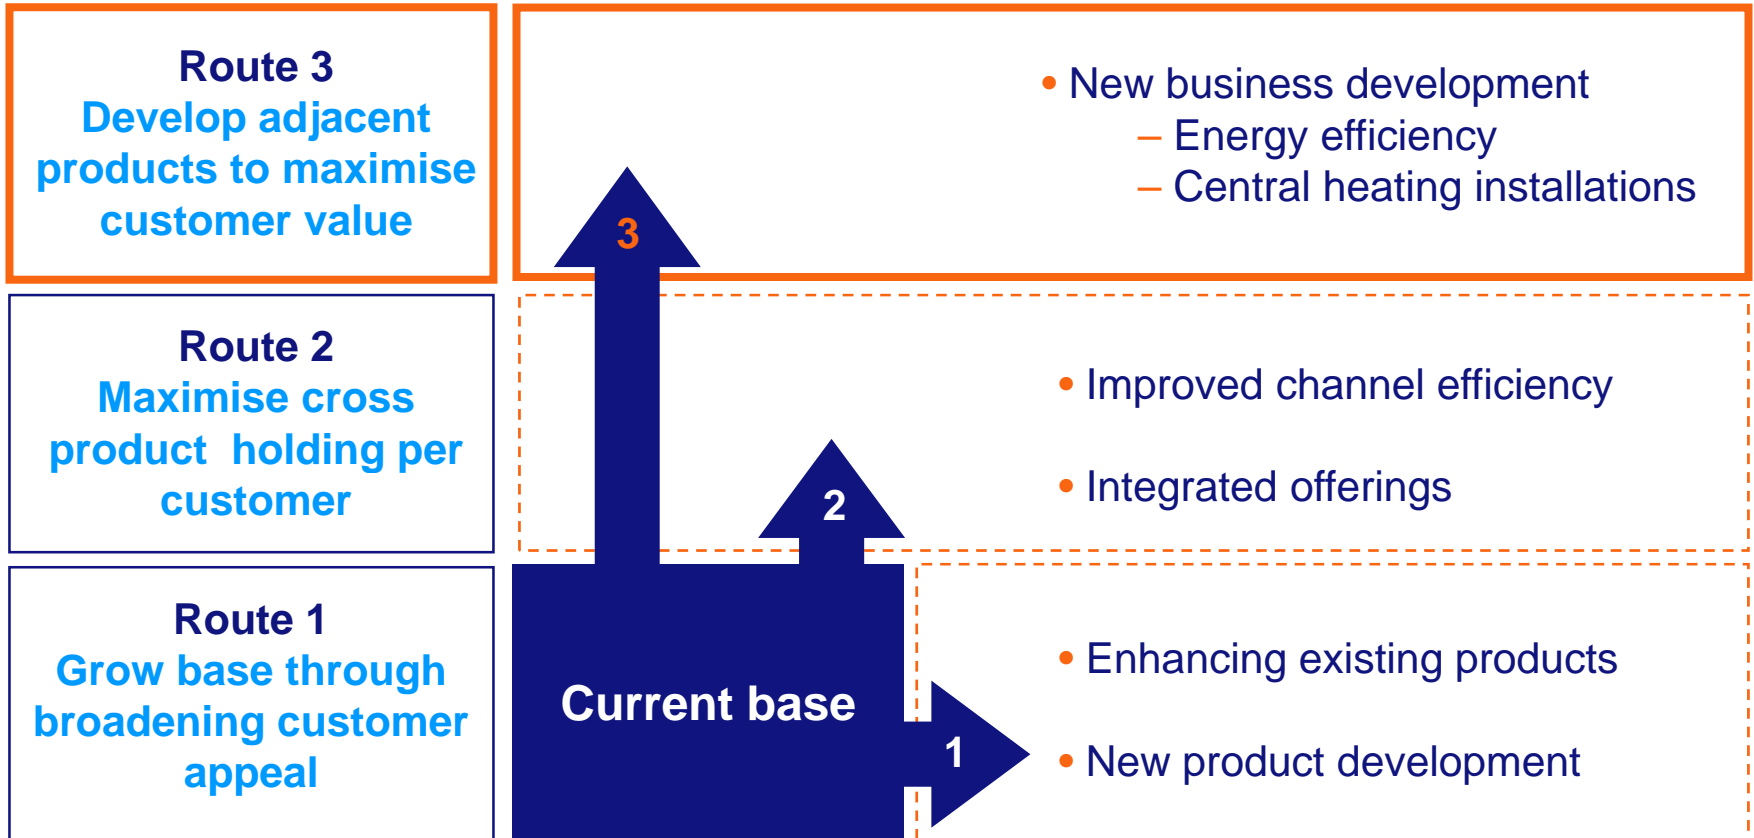 Route 3
Develop adjacent
products to maximise
customer value
• New business development
– Energy efficiency
– Central heating installations
3
Route 2
Maximise cross
product  holding per
customer
• Improved channel efficiency
• Integrated offerings
2
Route 1
Grow base through
broadening customer
appeal
Current base
1
• Enhancing existing products
• New product development